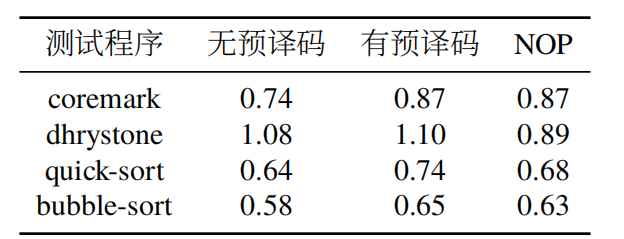 测试程序 无预译码 有预译码 NOP
coremark 0.74 0.87 0.87
dhrystone 1.08 1.10 0.89
quick-sort 0.64 0.74 0.68
bubble-sort 0.58 0.65 0.63